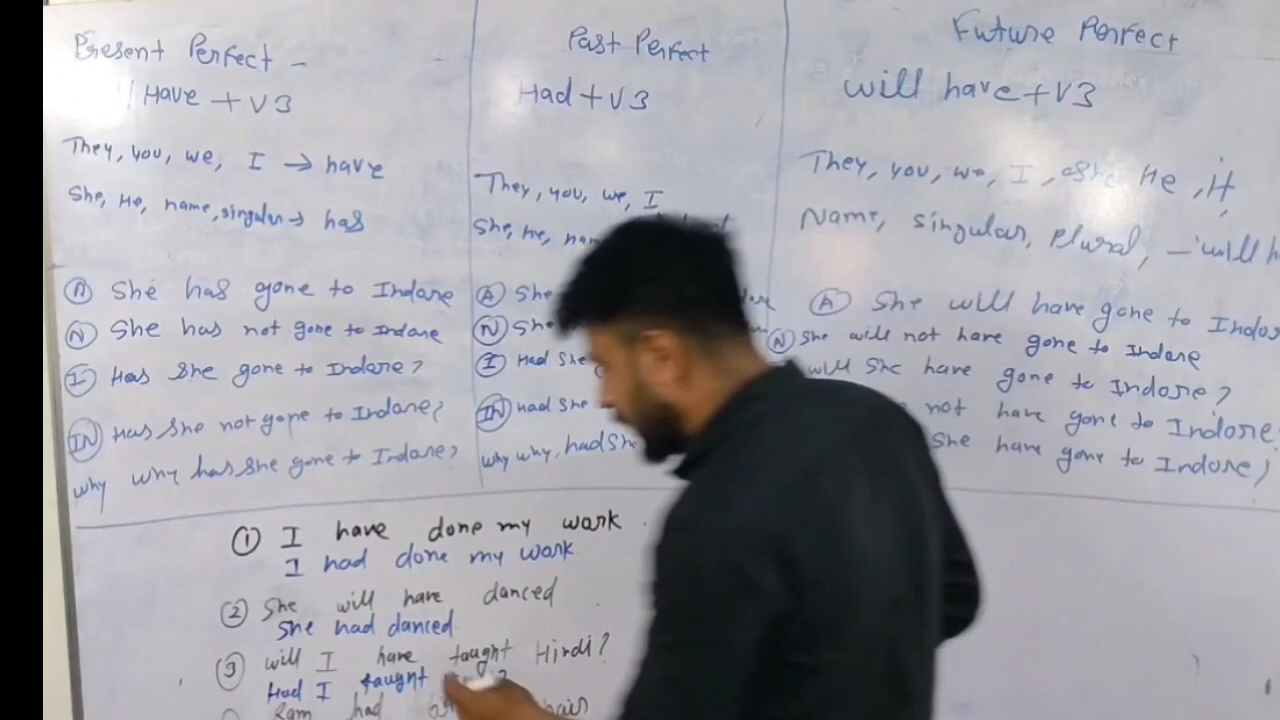 Present Perfect -
Have + V3
They, you, we, I → have
She, He, name, singular → has
(A) She has gone to Indore
(N) She has not gone to Indore
(I) Has she gone to Indore?
(IN) Has she not gone to Indore?
why why has she gone to Indore?
Past Perfect
Had + V3
They, you, we, I
She, He,
(A) She
(N) She
(I) Had she
(IN) Had she
why why, had she
Future Perfect
will have + V3
They, you, we, I, she He, it,
Name, singular, Plural, - will
(A) She will have gone to
(N) She will not have gone to Indore
will She have gone to Indore?
not have gone to Indore?
she have gone to Indore?
(1) I have done my work
I had done my work
(2) She will have danced
She had danced
(3) will I have taught Hindi?
Had I taught
Ram had